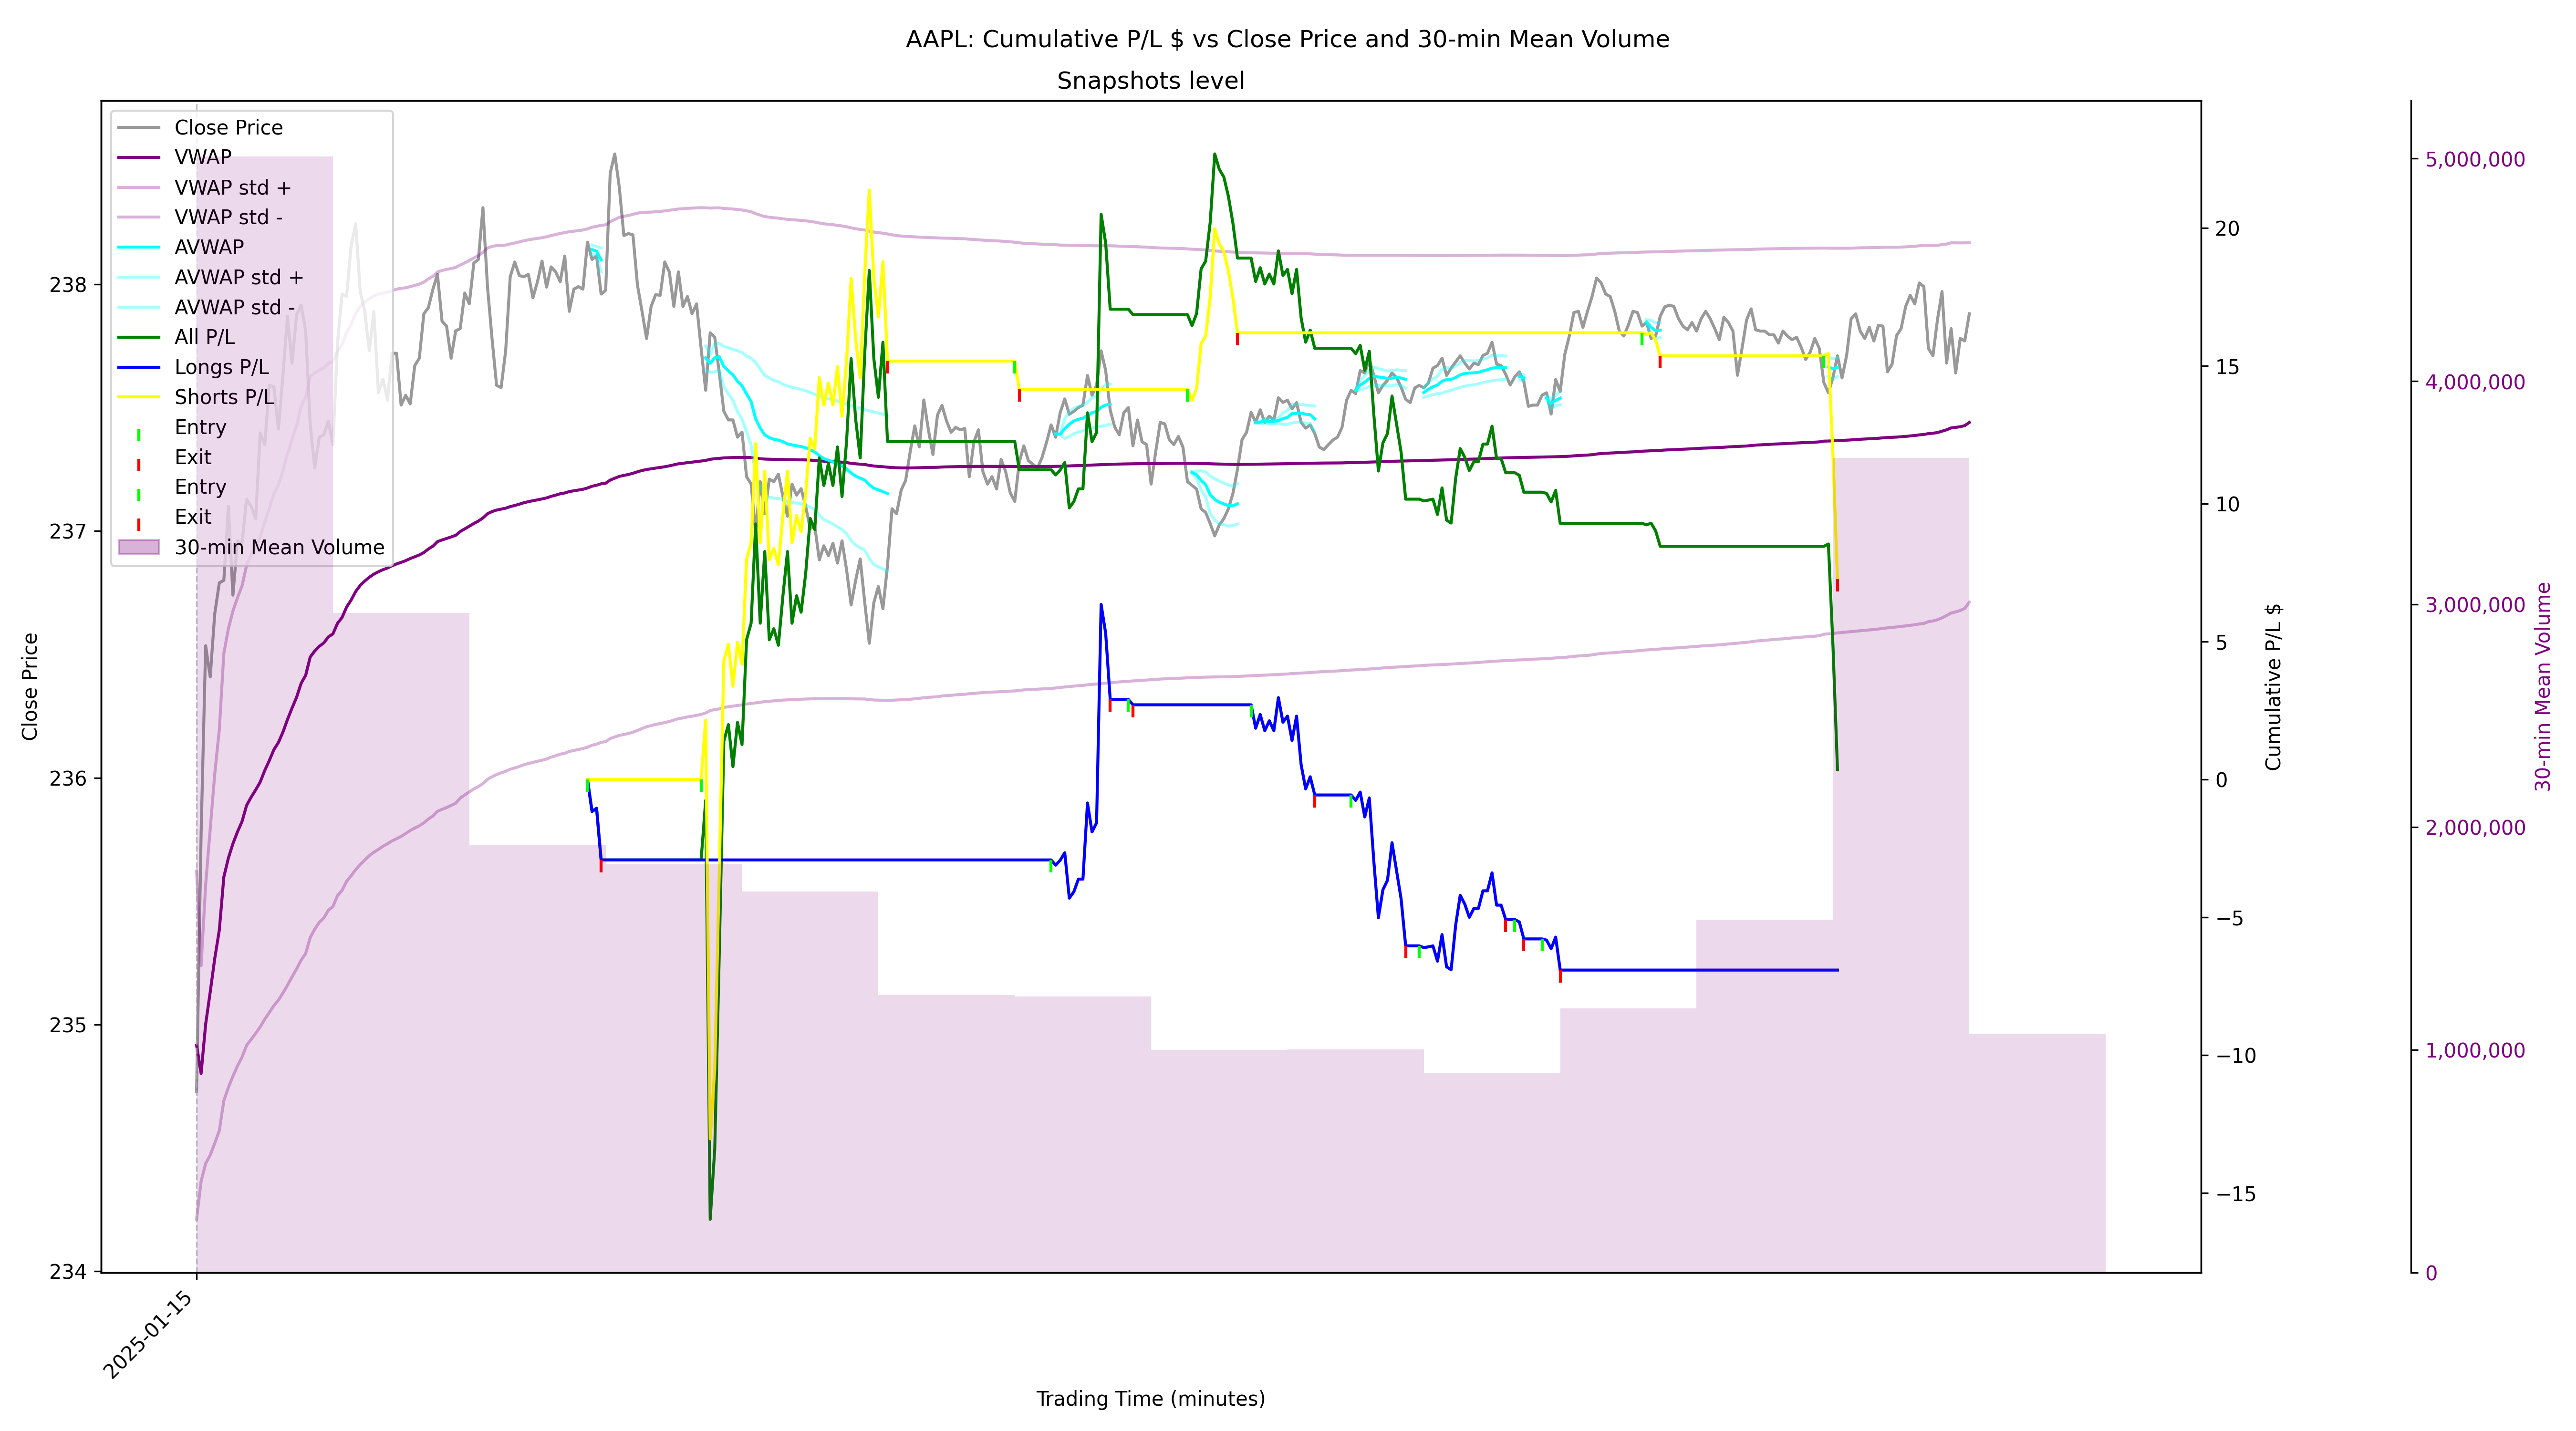 AAPL: Cumulative P/L $ vs Close Price and 30-min Mean Volume
Snapshots level
Close Price
VWAP
VWAP std +
VWAP std -
AVWAP
AVWAP std +
AVWAP std -
All P/L
Longs P/L
Shorts P/L
Entry
Exit
Entry
Exit
30-min Mean Volume
238
237
236
235
234
Close Price
20
15
10
5
0
−5
−10
−15
Cumulative P/L $
5,000,000
4,000,000
3,000,000
2,000,000
1,000,000
0
30-min Mean Volume
2025-01-15
Trading Time (minutes)